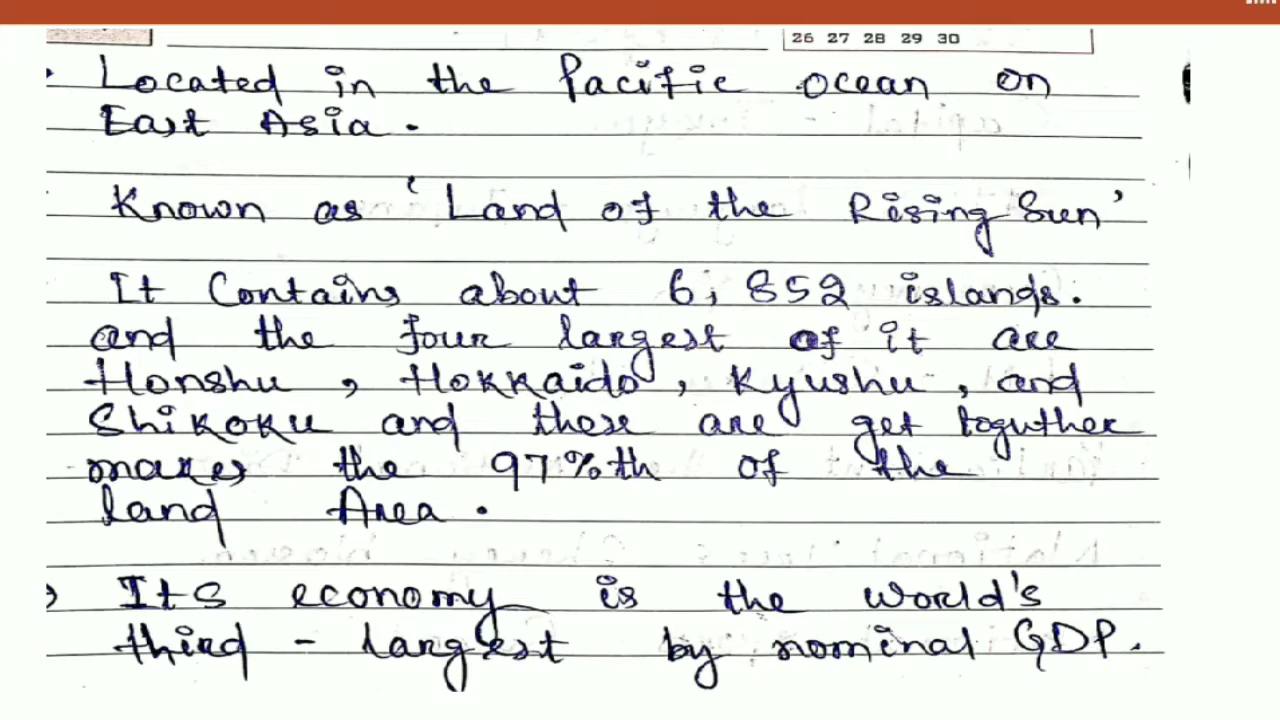 26 27 28 29 30
Located in the Pacific ocean on
East Asia.
Known as 'Land of the Rising Sun'
It Contains about 6, 852 islands.
and the four largest of it are
Honshu, Hokkaido, Kyushu, and
Shikoku and these are get toguther
makes the 97%th of the
land Area.
Its economy is the world's
third - largest by nominal GDP.